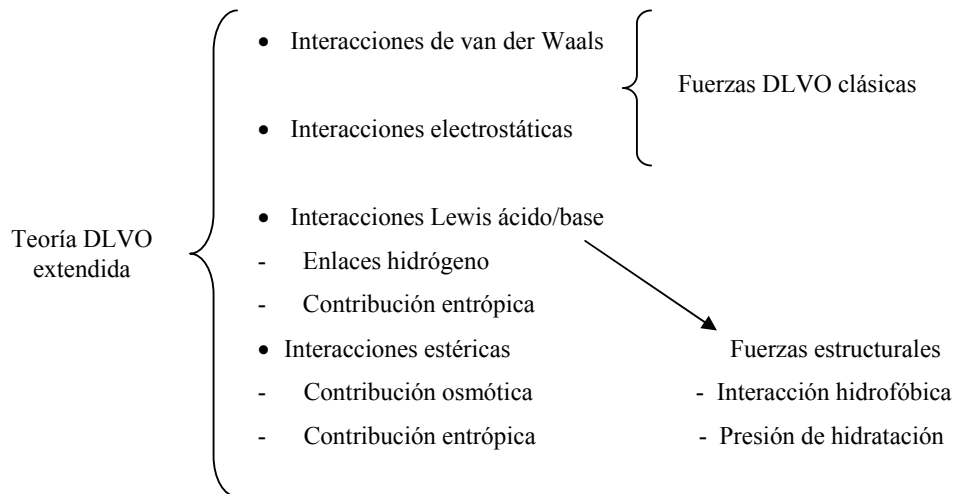 • Interacciones de van der Waals
Fuerzas DLVO clásicas
• Interacciones electrostáticas
Teoría DLVO
extendida
• Interacciones Lewis ácido/base
- Enlaces hidrógeno
- Contribución entrópica
• Interacciones estéricas
- Contribución osmótica
- Contribución entrópica
Fuerzas estructurales
- Interacción hidrofóbica
- Presión de hidratación